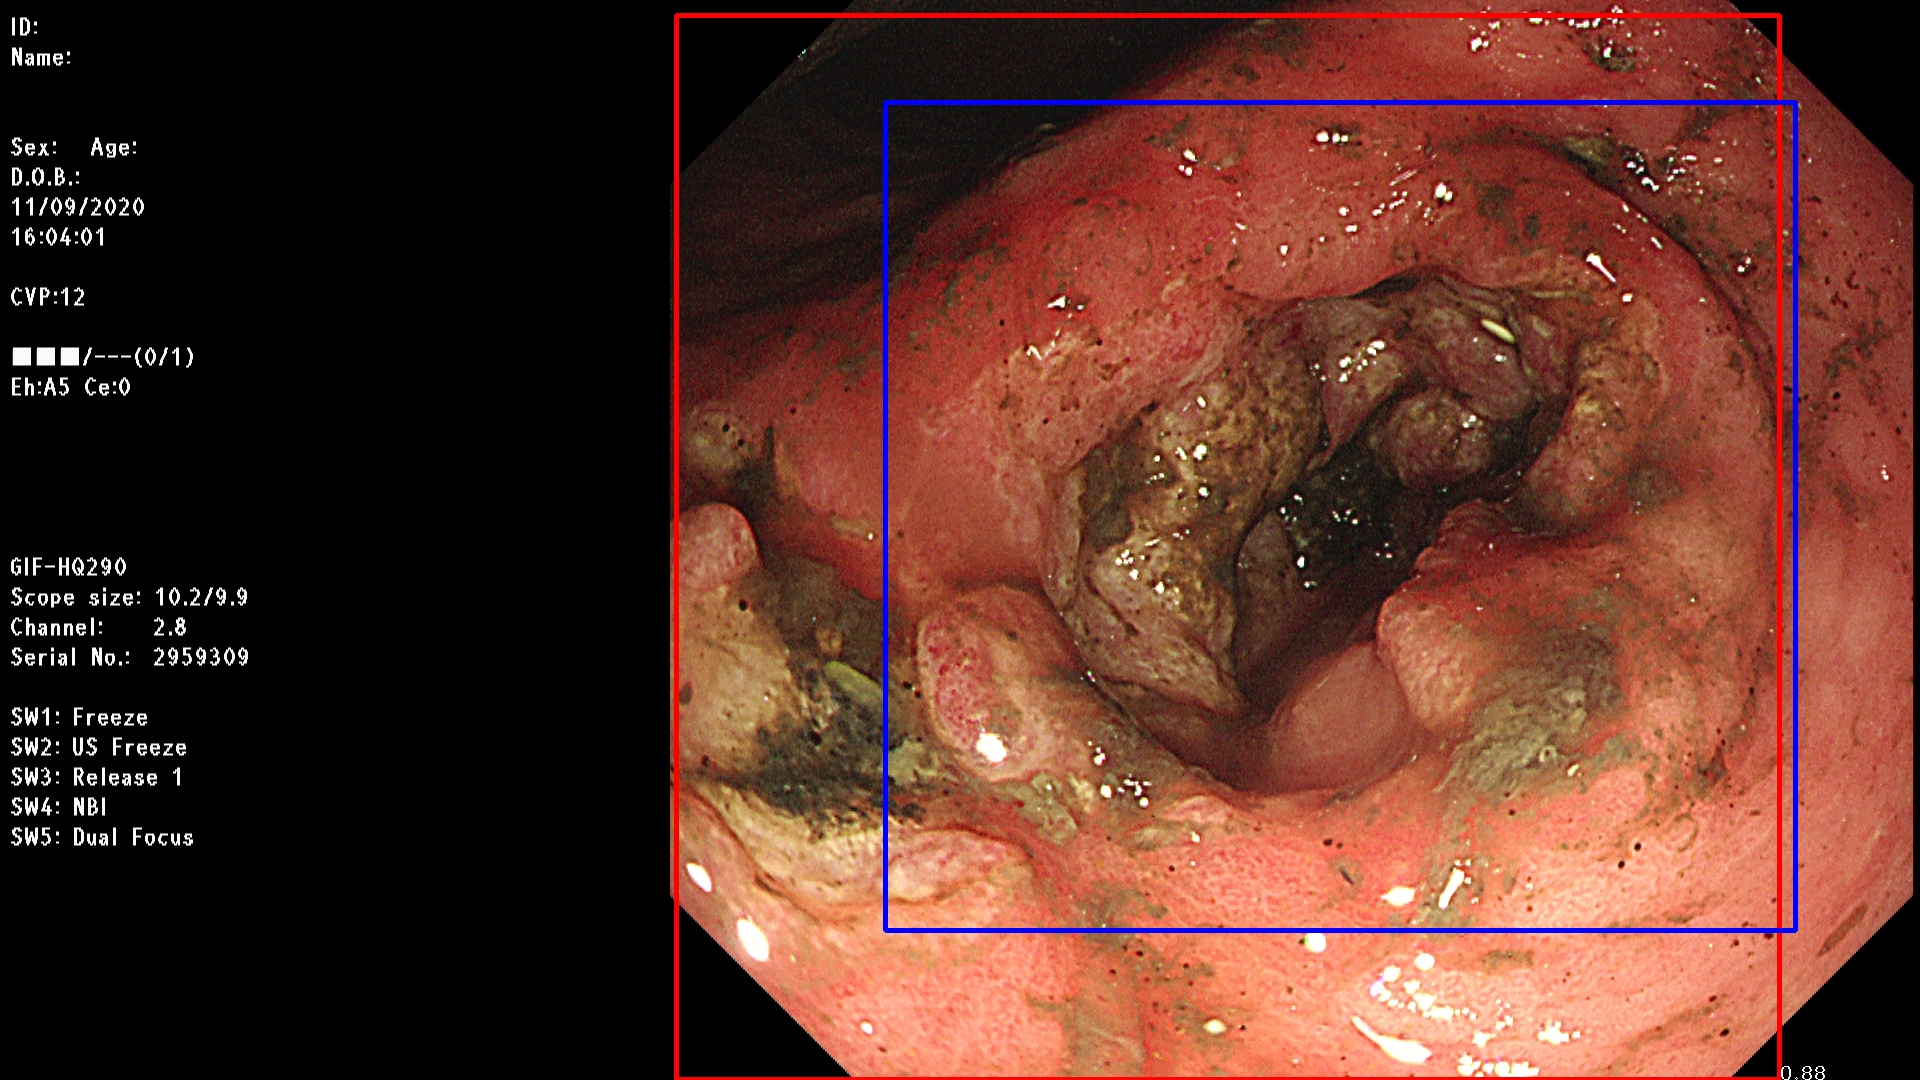 ID:
Name:
Sex: Age:
D.O.B.:
11/09/2020
16:04:01
CVP:12
■■■/---(0/1)
Eh:A5 Ce:0
GIF-HQ290
Scope size: 10.2/9.9
Channel: 2.8
Serial No.: 2959309
SW1: Freeze
SW2: US Freeze
SW3: Release 1
SW4: NBI
SW5: Dual Focus
0.88